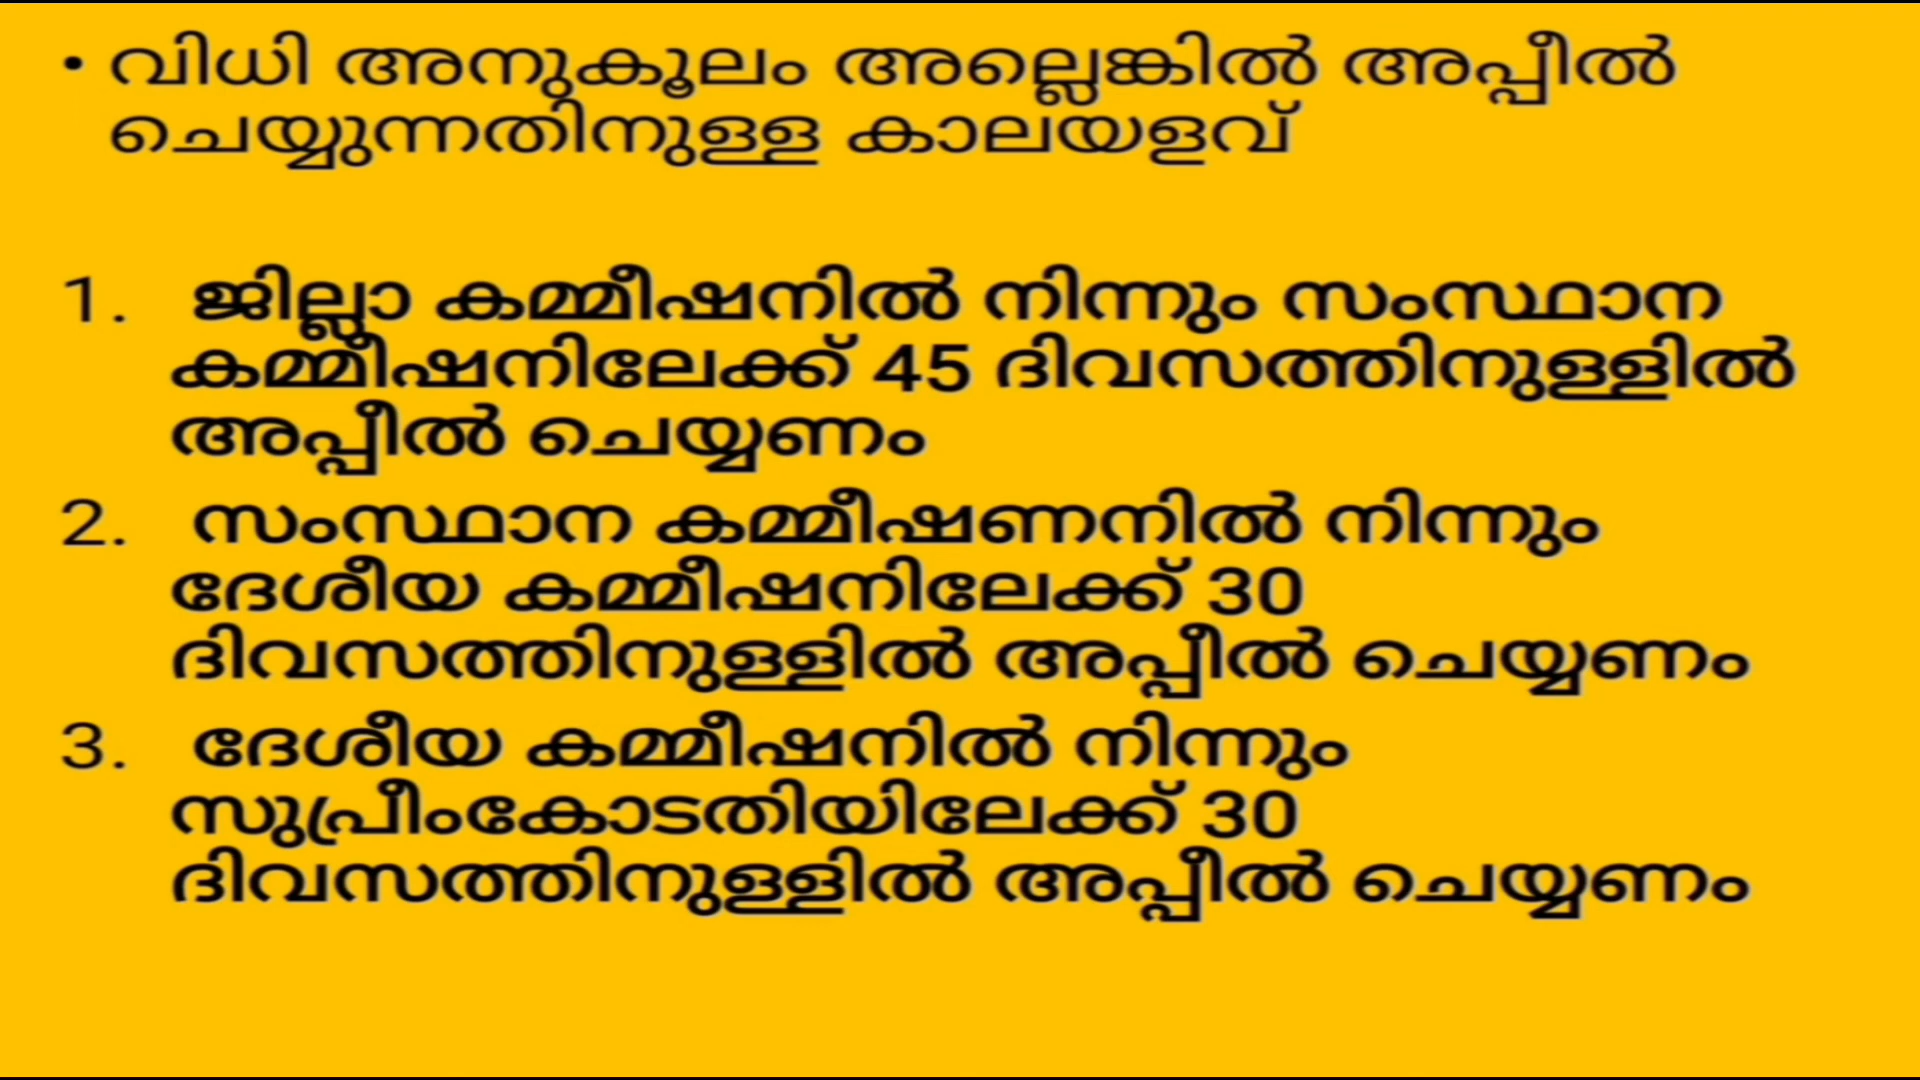 • വിധി അനുകൂലം അല്ലെങ്കിൽ അപ്പീൽ
ചെയ്യുന്നതിനുള്ള കാലയളവ്
1. ജില്ലാ കമ്മീഷനിൽ നിന്നും സംസ്ഥാന
കമ്മീഷനിലേക്ക് 45 ദിവസത്തിനുള്ളിൽ
അപ്പീൽ ചെയ്യണം
2. സംസ്ഥാന കമ്മീഷണനിൽ നിന്നും
ദേശീയ കമ്മീഷനിലേക്ക് 30
ദിവസത്തിനുള്ളിൽ അപ്പീൽ ചെയ്യണം
3. ദേശീയ കമ്മീഷനിൽ നിന്നും
സുപ്രീംകോടതിയിലേക്ക് 30
ദിവസത്തിനുള്ളിൽ അപ്പീൽ ചെയ്യണം